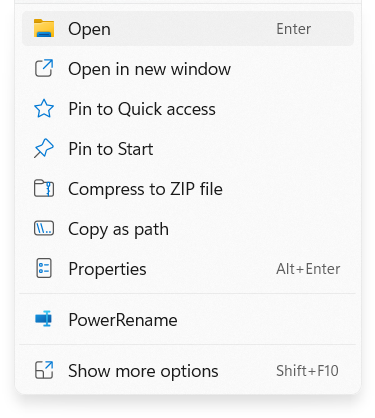 Open Enter
Open in new window
Pin to Quick access
Pin to Start
Compress to ZIP file
Copy as path
Properties Alt+Enter
PowerRename
Show more options Shift+F10